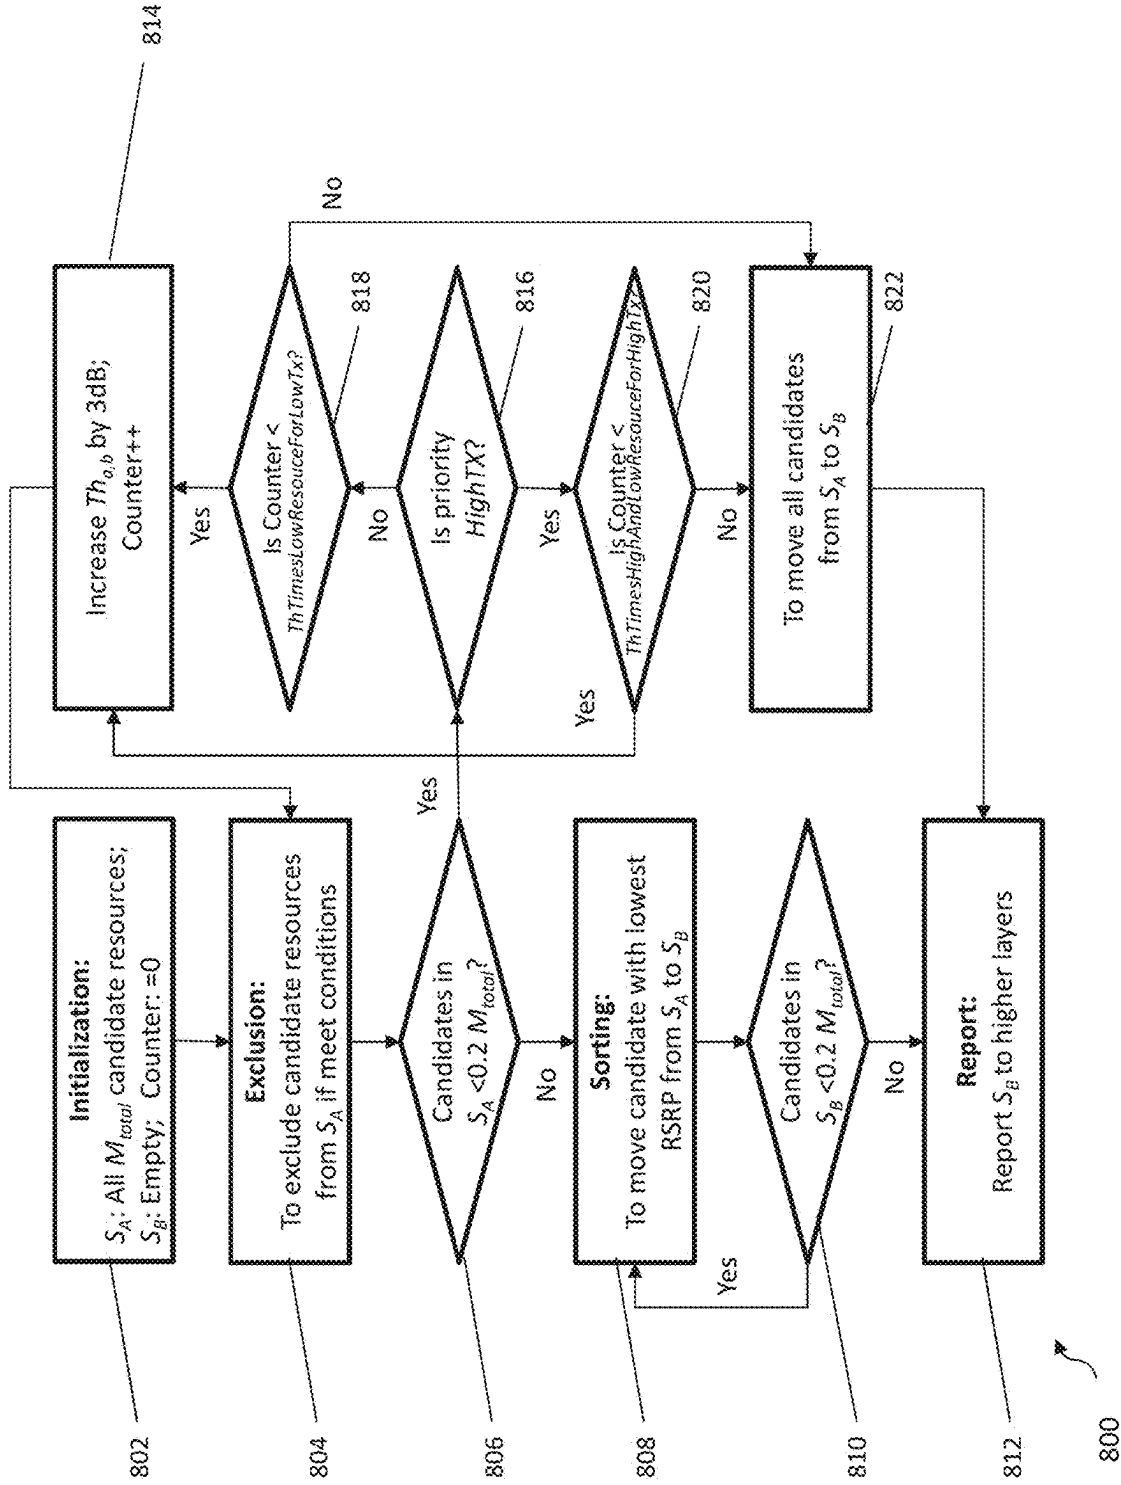 Initialization:
S_A: All M_total candidate resources;
S_B: Empty; Counter: =0
802
Exclusion:
To exclude candidate resources
from S_A if meet conditions
804
Candidates in
S_A <0.2 M_total?
806
Yes
No
Sorting:
To move candidate with lowest
RSRP from S_A to S_B
808
Candidates in
S_B <0.2 M_total?
810
Yes
No
Report:
Report S_B to higher layers
812
800
Increase Th_a,b by 3dB;
Counter++
814
Yes
Is Counter <
ThTimesLowResouceForLowTx?
818
No
No
Is priority
HighTX?
816
Yes
Is Counter <
ThTimesHighAndLowResouceForHighTx?
820
Yes
No
To move all candidates
from S_A to S_B
822